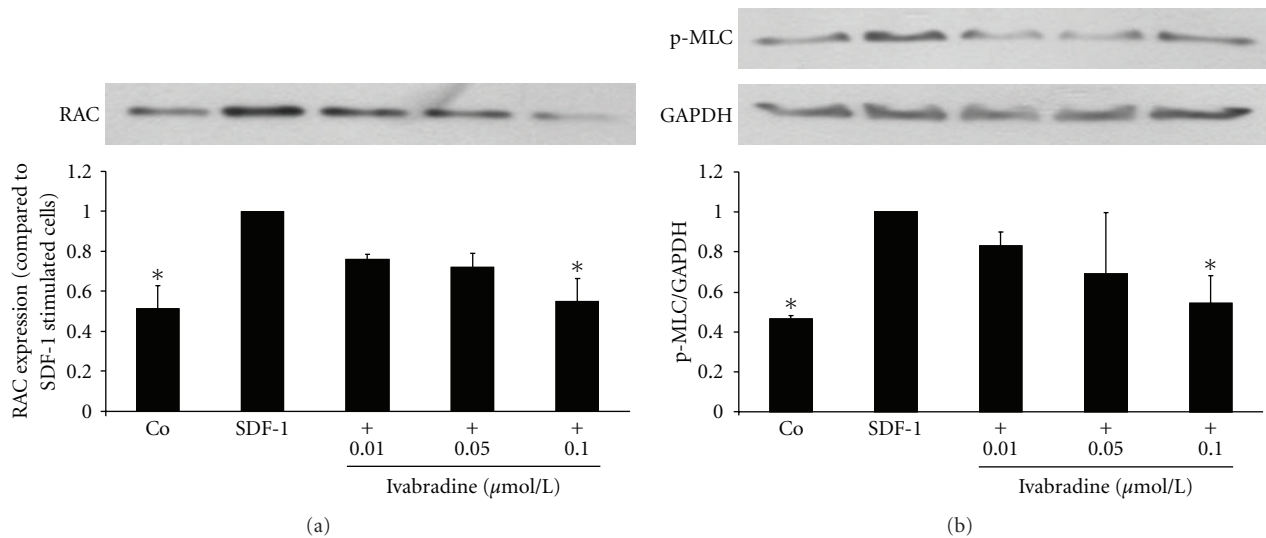 RAC
RAC expression (compared to
SDF-1 stimulated cells)
1.2
1
0.8
0.6
0.4
0.2
0
*
*
Co
SDF-1
+
+
+
0.01
0.05
0.1
Ivabradine (μmol/L)
(a)
p-MLC
GAPDH
p-MLC/GAPDH
1.2
1
0.8
0.6
0.4
0.2
0
*
*
Co
SDF-1
+
+
+
0.01
0.05
0.1
Ivabradine (μmol/L)
(b)